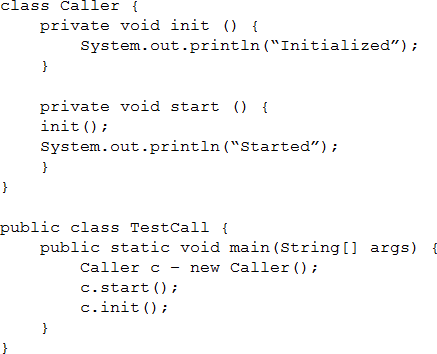 class Caller {
    private void init () {
        System.out.println(“Initialized”);
    }

    private void start () {
    init();
    System.out.println(“Started”);
    }
}

public class TestCall {
    public static void main(String[] args) {
        Caller c – new Caller();
        c.start();
        c.init();
    }
}